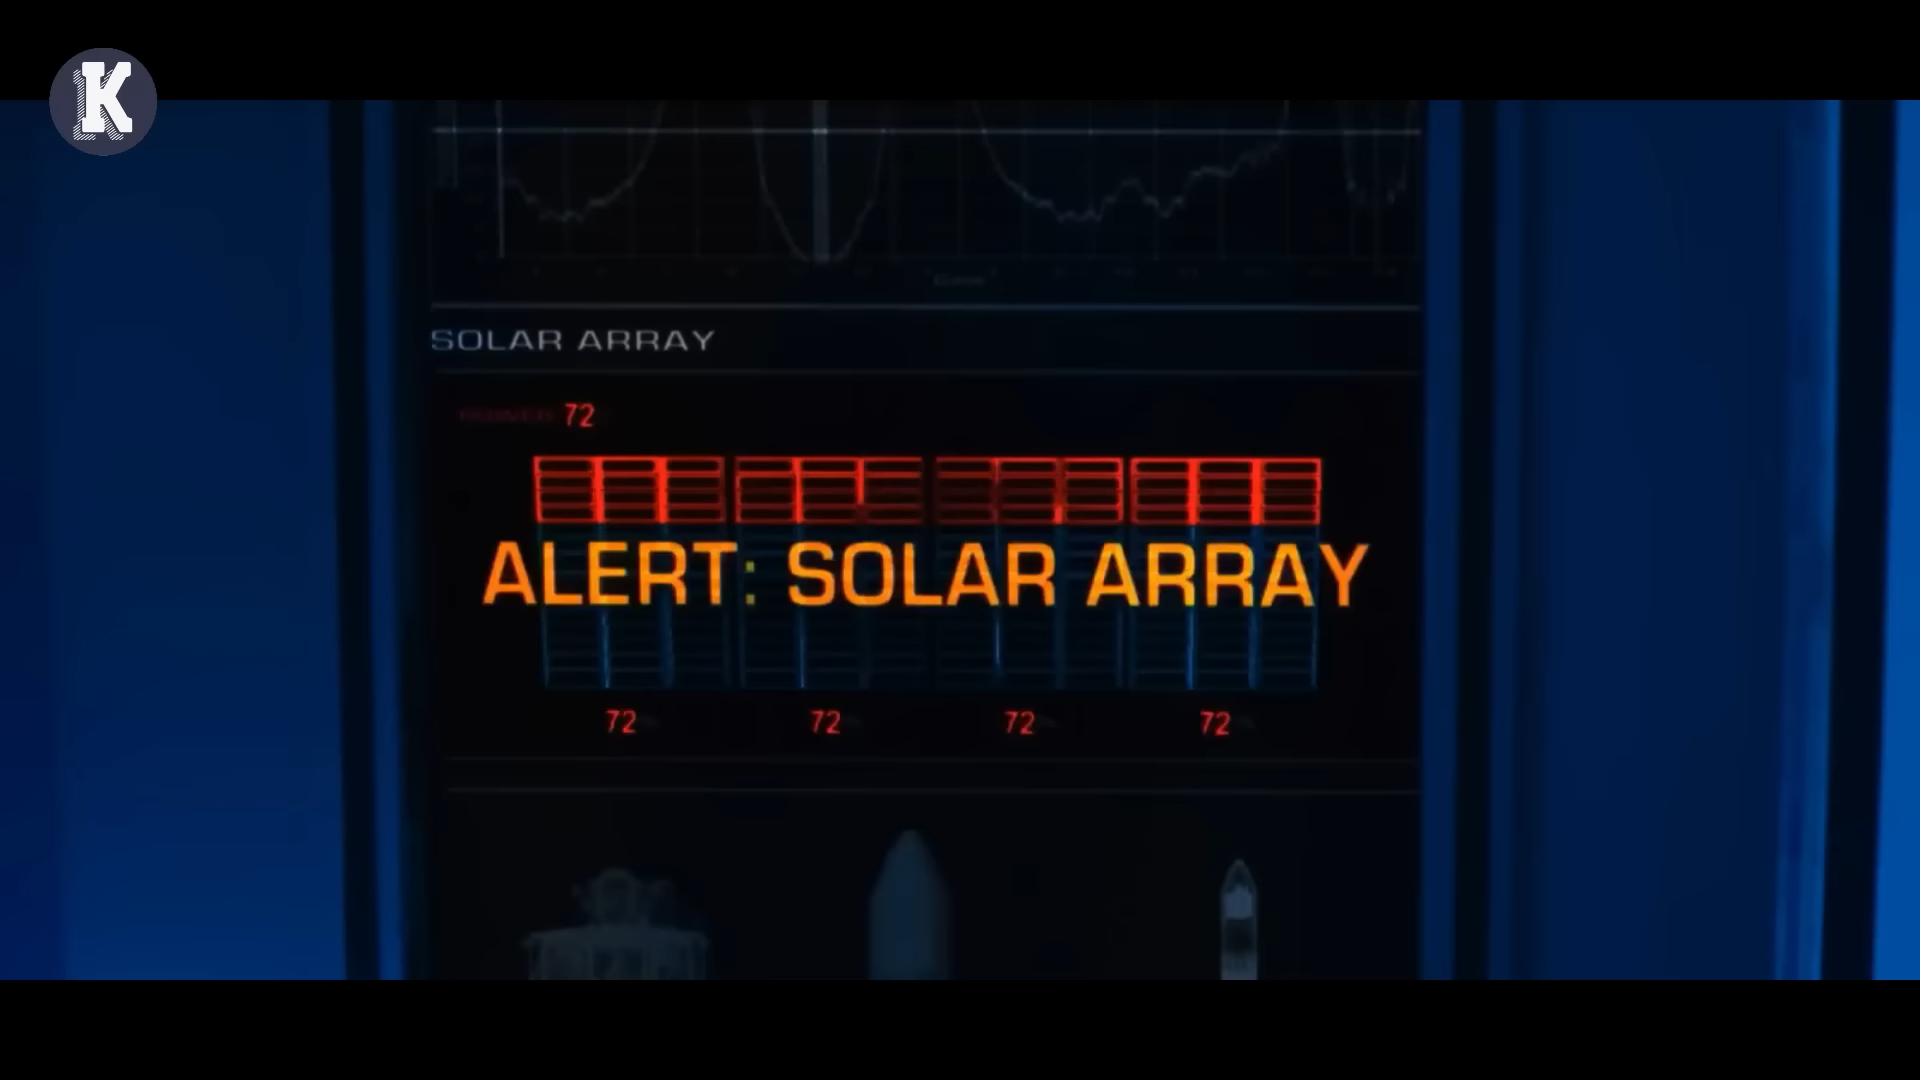 K
SOLAR ARRAY
72
ALERT: SOLAR ARRAY
72 72 72 72